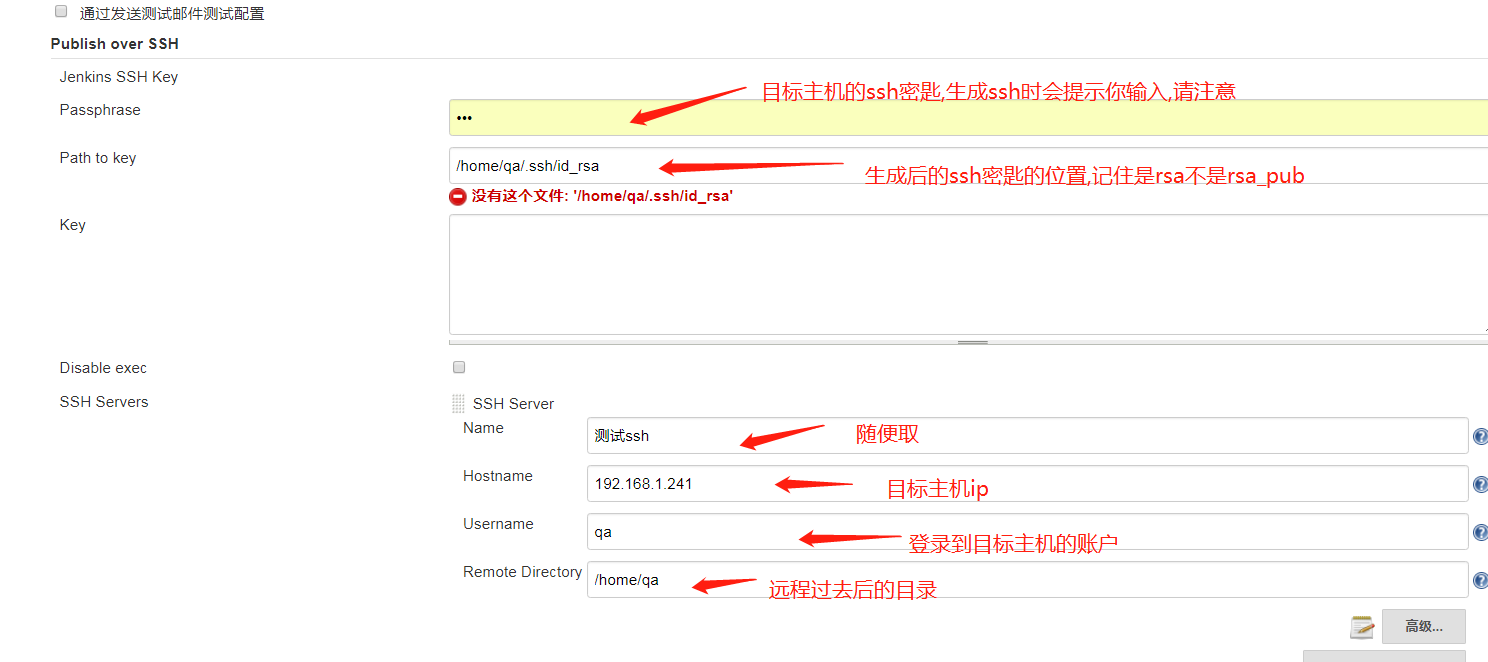 通过发送测试邮件测试配置
Publish over SSH
Jenkins SSH Key
目标主机的ssh密匙,生成ssh时会提示你输入,请注意
Passphrase
•••
Path to key
/home/qa/.ssh/id_rsa
生成后的ssh密匙的位置,记住是rsa不是rsa_pub
没有这个文件: '/home/qa/.ssh/id_rsa'
Key
Disable exec
SSH Servers
SSH Server
Name
测试ssh
随便取
Hostname
192.168.1.241
目标主机ip
Username
qa
登录到目标主机的账户
Remote Directory
/home/qa
远程过去后的目录
高级...